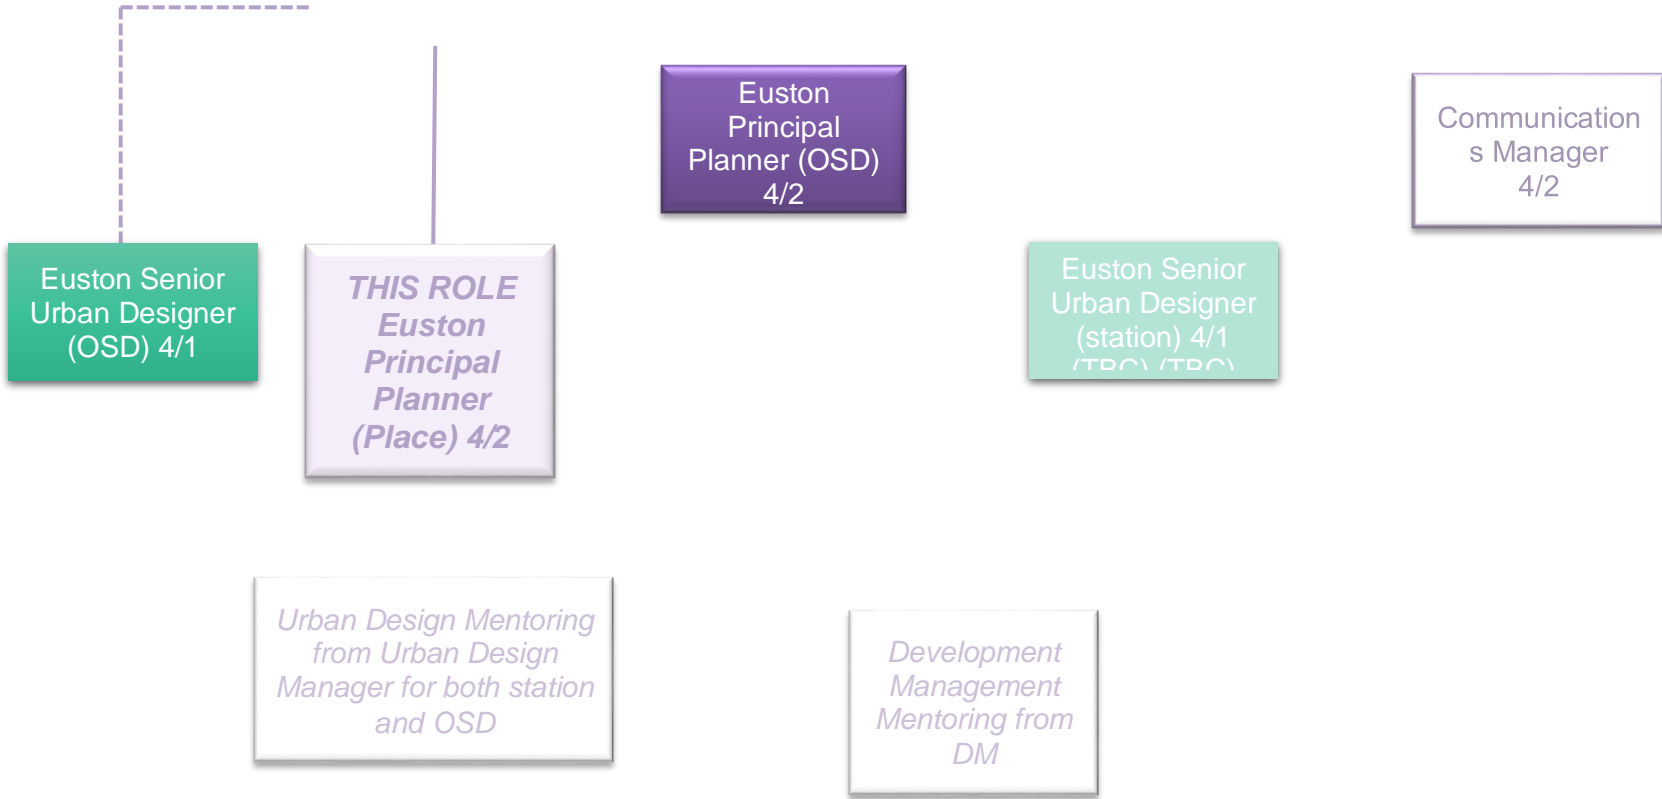 Euston
Principal
Planner (OSD)
4/2
Communication
s Manager
4/2
Euston Senior
Urban Designer
(OSD) 4/1
THIS ROLE
Euston
Principal
Planner
(Place) 4/2
Euston Senior
Urban Designer
(station) 4/1
(TBC) (TBC)
Urban Design Mentoring
from Urban Design
Manager for both station
and OSD
Development
Management
Mentoring from
DM